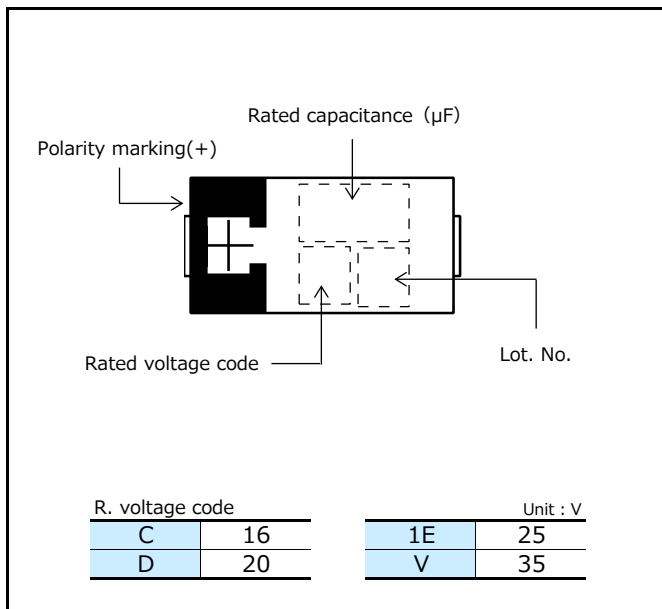 Rated capacitance (μF)
Polarity marking(+)
Rated voltage code
Lot. No.
R. voltage code
Unit : V
C 16 1E 25
D 20 V 35